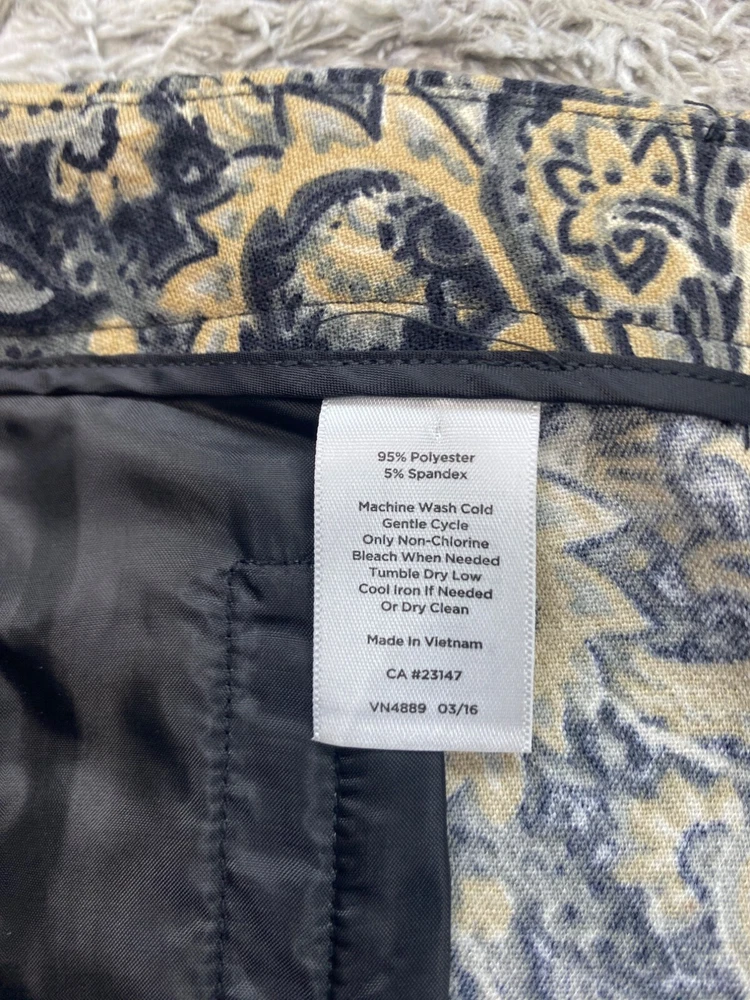 95% Polyester
5% Spandex
Machine Wash Cold
Gentle Cycle
Only Non-Chlorine
Bleach When Needed
Tumble Dry Low
Cool Iron If Needed
Or Dry Clean
Made In Vietnam
CA #23147
VN4889 03/16